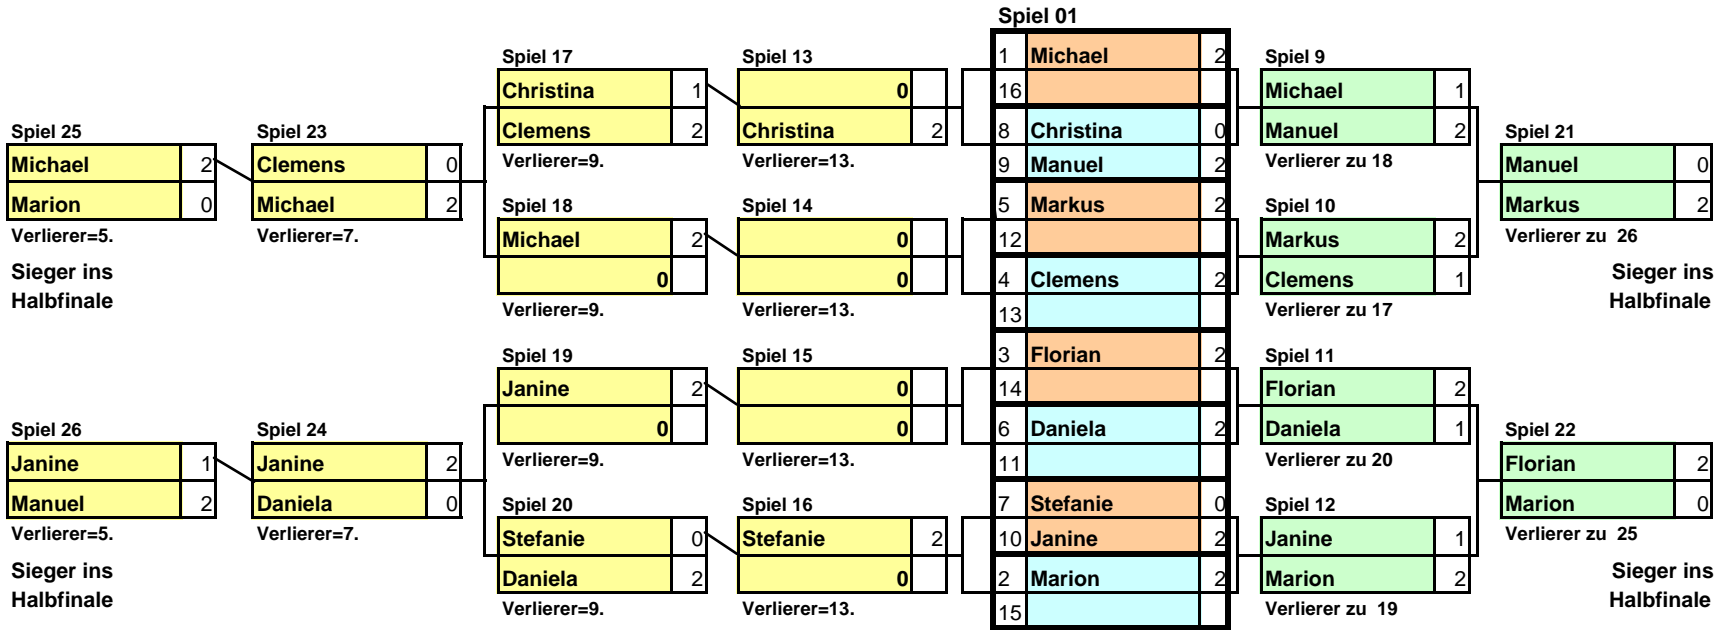 Spiel 01
1 Michael 2
16
8 Christina 0
9 Manuel 2
5 Markus 2
12
4 Clemens 2
13
3 Florian 2
14
6 Daniela 2
11
7 Stefanie 0
10 Janine 2
2 Marion 2
15
Spiel 25
Michael 2
Marion 0
Verlierer=5.
Sieger ins
Halbfinale
Spiel 26
Janine 1
Manuel 2
Verlierer=5.
Sieger ins
Halbfinale
Spiel 23
Clemens 0
Michael 2
Verlierer=7.
Spiel 24
Janine 2
Daniela 0
Verlierer=7.
Spiel 17
Christina 1
Clemens 2
Verlierer=9.
Spiel 18
Michael 2
0
Verlierer=9.
Spiel 19
Janine 2
0
Verlierer=9.
Spiel 20
Stefanie 0
Daniela 2
Verlierer=9.
Spiel 13
0
Christina 2
Verlierer=13.
Spiel 14
0
0
Verlierer=13.
Spiel 15
0
0
Verlierer=13.
Spiel 16
Stefanie 2
0
Verlierer=13.
Spiel 9
Michael 1
Manuel 2
Verlierer zu 18
Spiel 10
Markus 2
Clemens 1
Verlierer zu 17
Spiel 11
Florian 2
Daniela 1
Verlierer zu 20
Spiel 12
Janine 1
Marion 2
Verlierer zu 19
Spiel 21
Manuel 0
Markus 2
Verlierer zu 26
Sieger ins
Halbfinale
Spiel 22
Florian 2
Marion 0
Verlierer zu 25
Sieger ins
Halbfinale